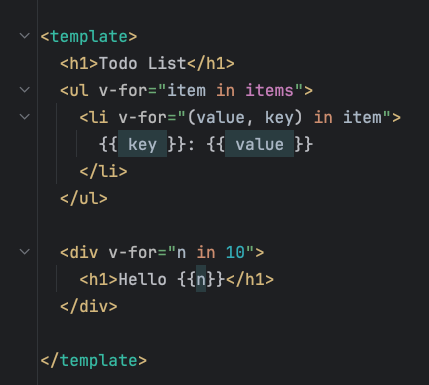 <template>
<h1>Todo List</h1>
<ul v-for="item in items">
<li v-for="(value, key) in item">
{{ key }}: {{ value }}
</li>
</ul>
<div v-for="n in 10">
<h1>Hello {{n}}</h1>
</div>
</template>